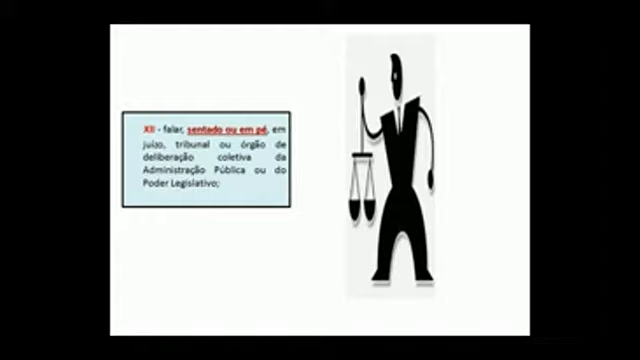 XII - falar, sentado ou em pé, em
juízo, tribunal ou órgão de
deliberação coletiva da
Administração Pública ou do
Poder Legislativo;